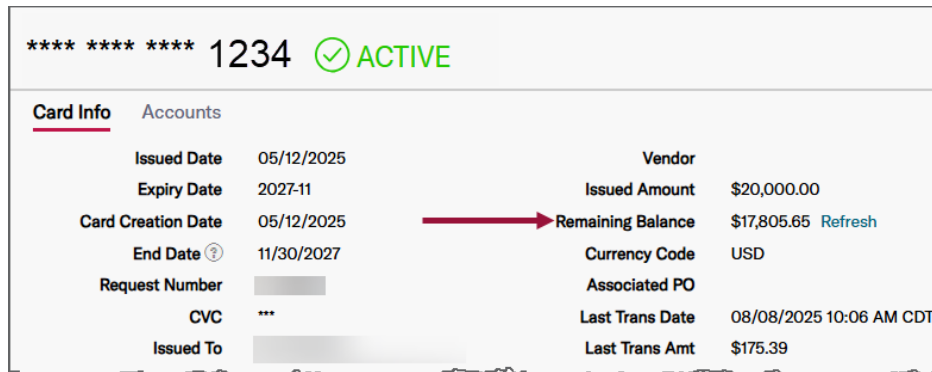 **** **** **** 1234 ACTIVE
Card Info Accounts
Issued Date 05/12/2025 Vendor
Expiry Date 2027-11 Issued Amount $20,000.00
Card Creation Date 05/12/2025 Remaining Balance $17,805.65 Refresh
End Date ? 11/30/2027 Currency Code USD
Request Number Associated PO
CVC *** Last Trans Date 08/08/2025 10:06 AM CDT
Issued To Last Trans Amt $175.39